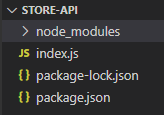 STORE-API
node_modules
JS index.js
package-lock.json
package.json